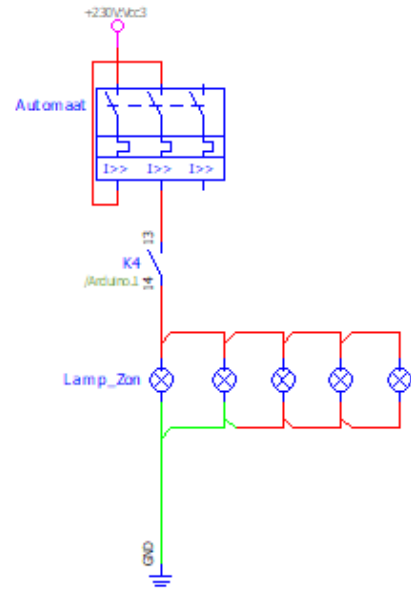 +230V:Vcc3
Automaat
I>> I>> I>>
13
K4
/Arduino.1
14
Lamp_Zon
GND